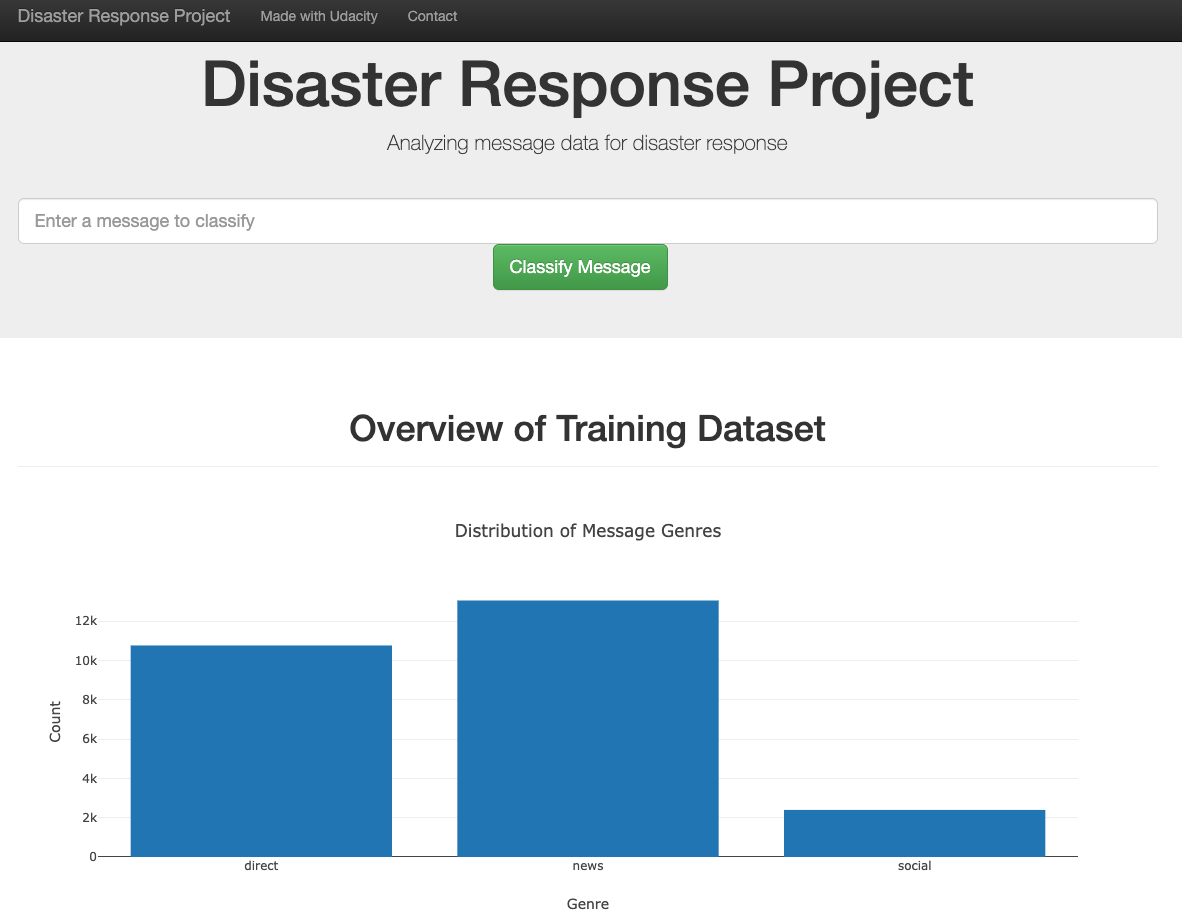 Disaster Response Project Made with Udacity Contact
Disaster Response Project
Analyzing message data for disaster response
Enter a message to classify
Classify Message
Overview of Training Dataset
Distribution of Message Genres
12k
10k
8k
6k
4k
2k
0
Count
direct news social
Genre